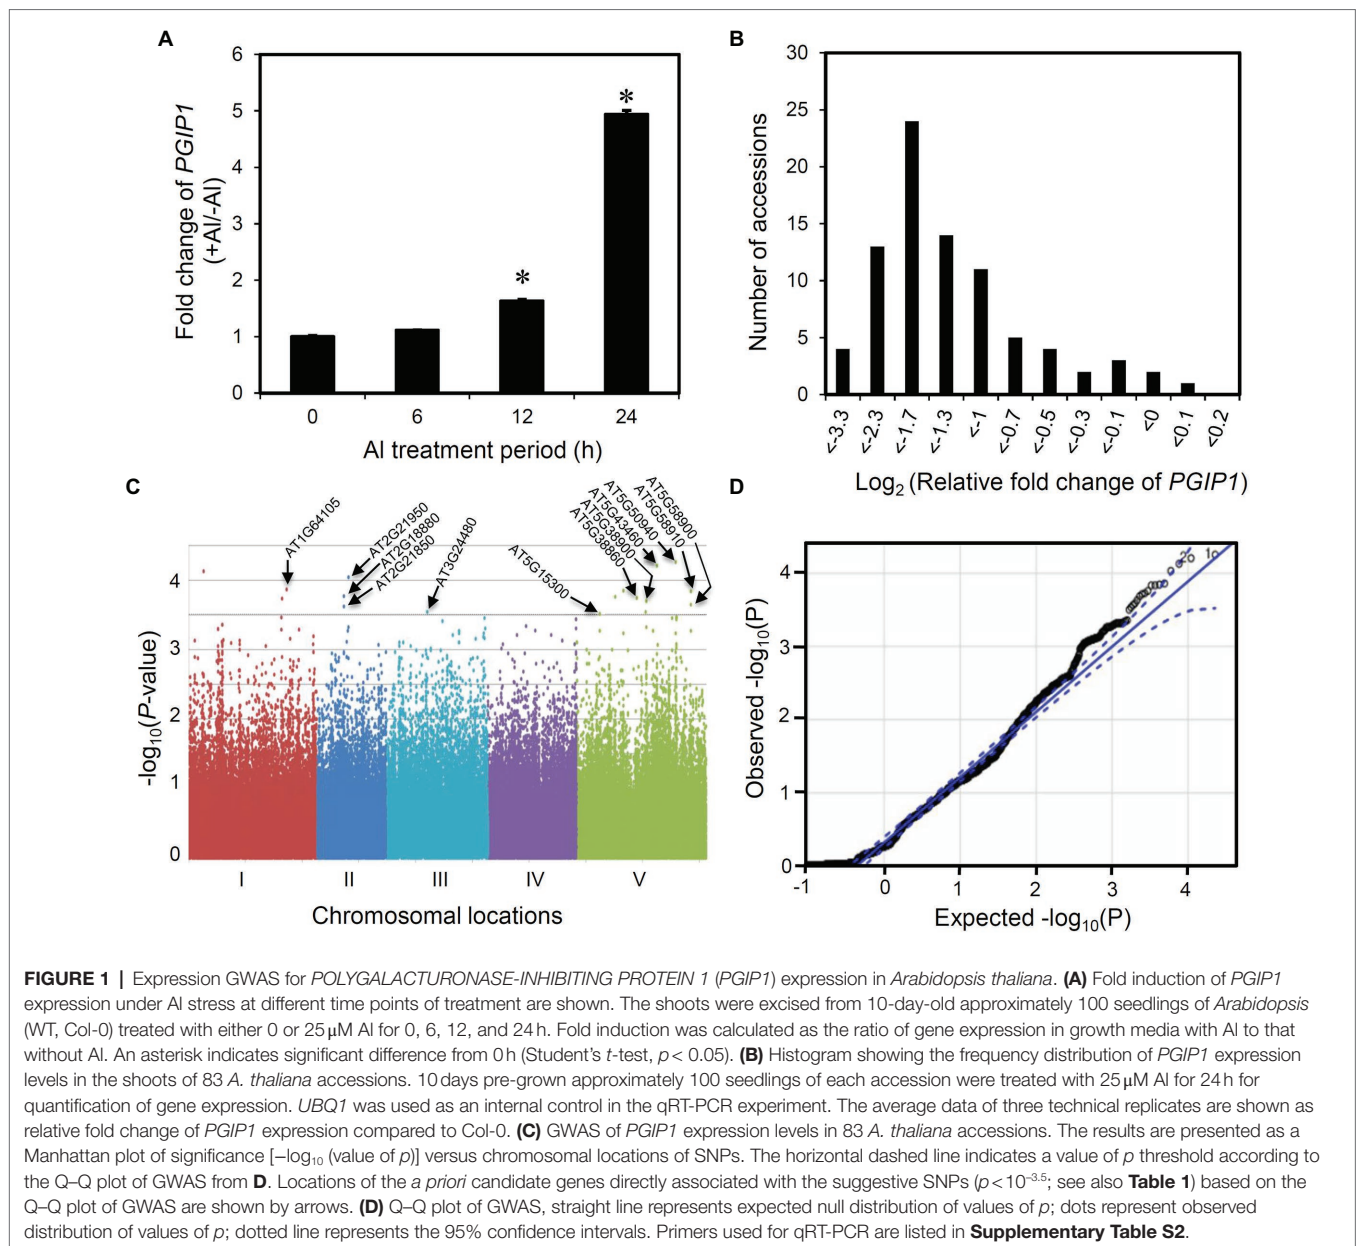 A
6
5
4
3
2
1
0
Fold change of PGIP1
(+Al/-Al)
*
*
0 6 12 24
Al treatment period (h)
B
30
25
20
15
10
5
0
Number of accessions
<-3.3 <-2.3 <-1.7 <-1.3 <-1 <-0.7 <-0.5 <-0.3 <-0.1 <0 <0.1 <0.2
Log2 (Relative fold change of PGIP1)
C
AT1G64105
AT2G21950
AT2G18880
AT2G21850
AT3G24480
AT5G15300
AT5G38860
AT5G38900
AT5G43460
AT5G50940
AT5G58910
AT5G58900
4
3
2
1
0
-log10(P-value)
I II III IV V
Chromosomal locations
D
4
3
2
1
0
Observed -log10(P)
2 1
-1 0 1 2 3 4
Expected -log10(P)
FIGURE 1 | Expression GWAS for POLYGALACTURONASE-INHIBITING PROTEIN 1 (PGIP1) expression in Arabidopsis thaliana. (A) Fold induction of PGIP1
expression under Al stress at different time points of treatment are shown. The shoots were excised from 10-day-old approximately 100 seedlings of Arabidopsis
(WT, Col-0) treated with either 0 or 25 μM Al for 0, 6, 12, and 24 h. Fold induction was calculated as the ratio of gene expression in growth media with Al to that
without Al. An asterisk indicates significant difference from 0 h (Student's t-test, p < 0.05). (B) Histogram showing the frequency distribution of PGIP1 expression
levels in the shoots of 83 A. thaliana accessions. 10 days pre-grown approximately 100 seedlings of each accession were treated with 25 μM Al for 24 h for
quantification of gene expression. UBQ1 was used as an internal control in the qRT-PCR experiment. The average data of three technical replicates are shown as
relative fold change of PGIP1 expression compared to Col-0. (C) GWAS of PGIP1 expression levels in 83 A. thaliana accessions. The results are presented as a
Manhattan plot of significance [−log10 (value of p)] versus chromosomal locations of SNPs. The horizontal dashed line indicates a value of p threshold according to
the Q–Q plot of GWAS from D. Locations of the a priori candidate genes directly associated with the suggestive SNPs (p < 10−3.5; see also Table 1) based on the
Q–Q plot of GWAS are shown by arrows. (D) Q–Q plot of GWAS, straight line represents expected null distribution of values of p; dots represent observed
distribution of values of p; dotted line represents the 95% confidence intervals. Primers used for qRT-PCR are listed in Supplementary Table S2.